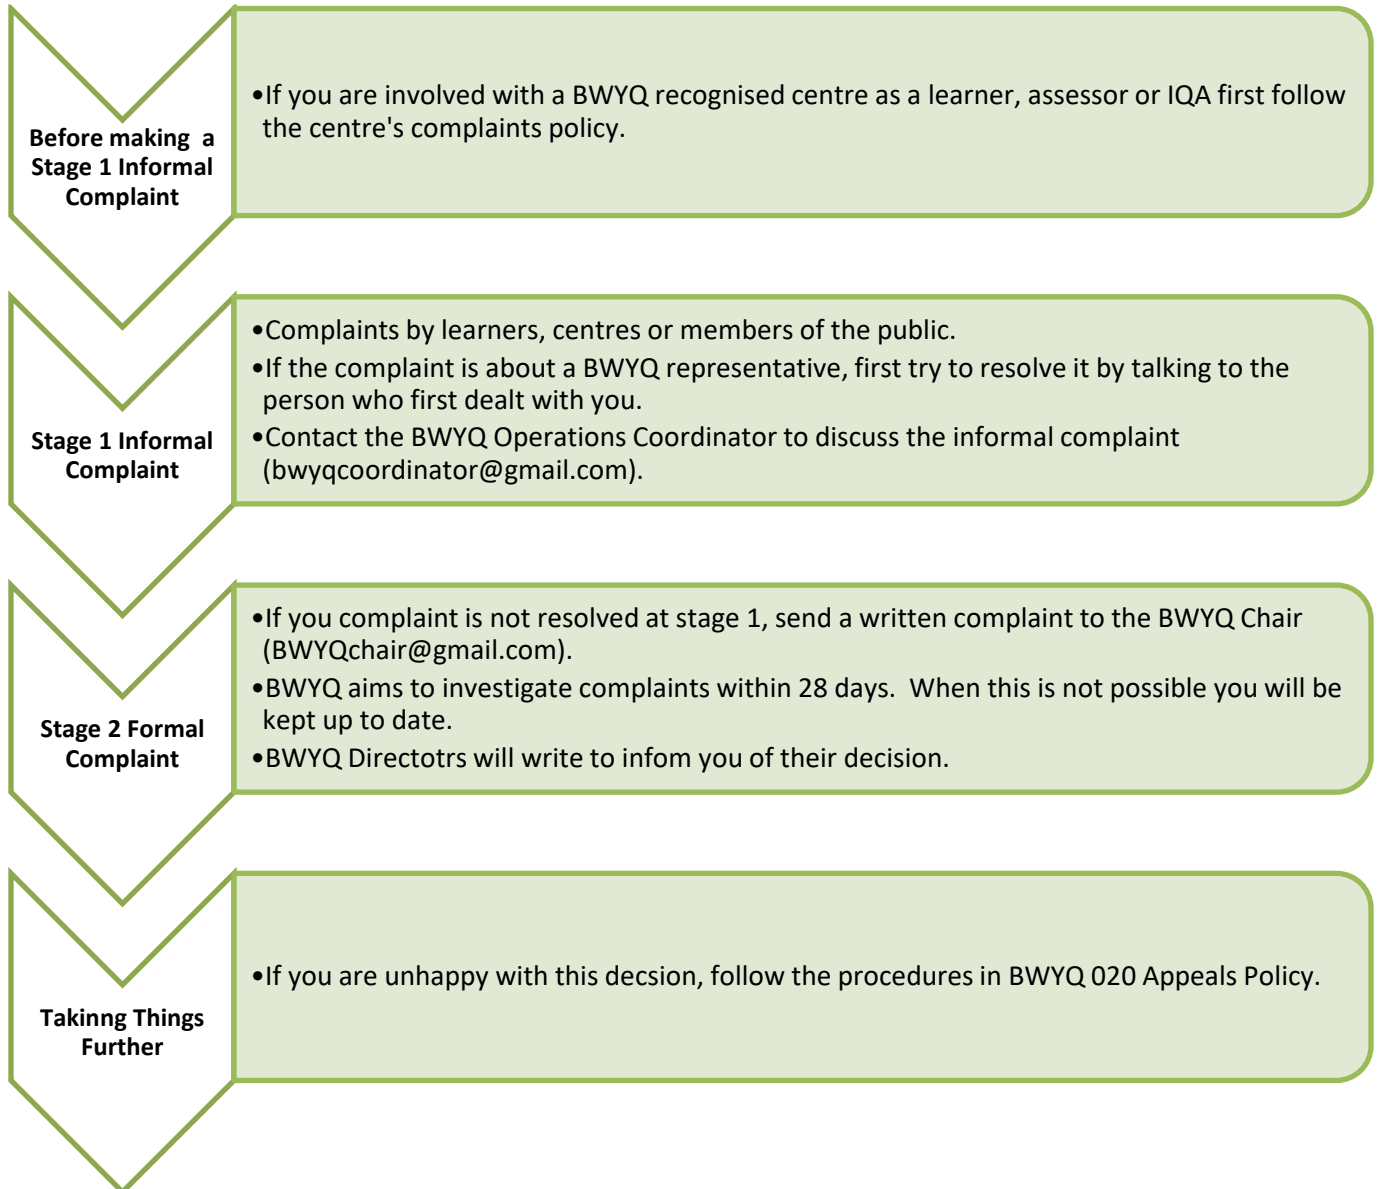 Before making a
Stage 1 Informal
Complaint
•If you are involved with a BWYQ recognised centre as a learner, assessor or IQA first follow
the centre's complaints policy.
Stage 1 Informal
Complaint
•Complaints by learners, centres or members of the public.
•If the complaint is about a BWYQ representative, first try to resolve it by talking to the
person who first dealt with you.
•Contact the BWYQ Operations Coordinator to discuss the informal complaint
(bwyqcoordinator@gmail.com).
Stage 2 Formal
Complaint
•If you complaint is not resolved at stage 1, send a written complaint to the BWYQ Chair
(BWYQchair@gmail.com).
•BWYQ aims to investigate complaints within 28 days.  When this is not possible you will be
kept up to date.
•BWYQ Directotrs will write to infom you of their decision.
Takinng Things
Further
•If you are unhappy with this decsion, follow the procedures in BWYQ 020 Appeals Policy.